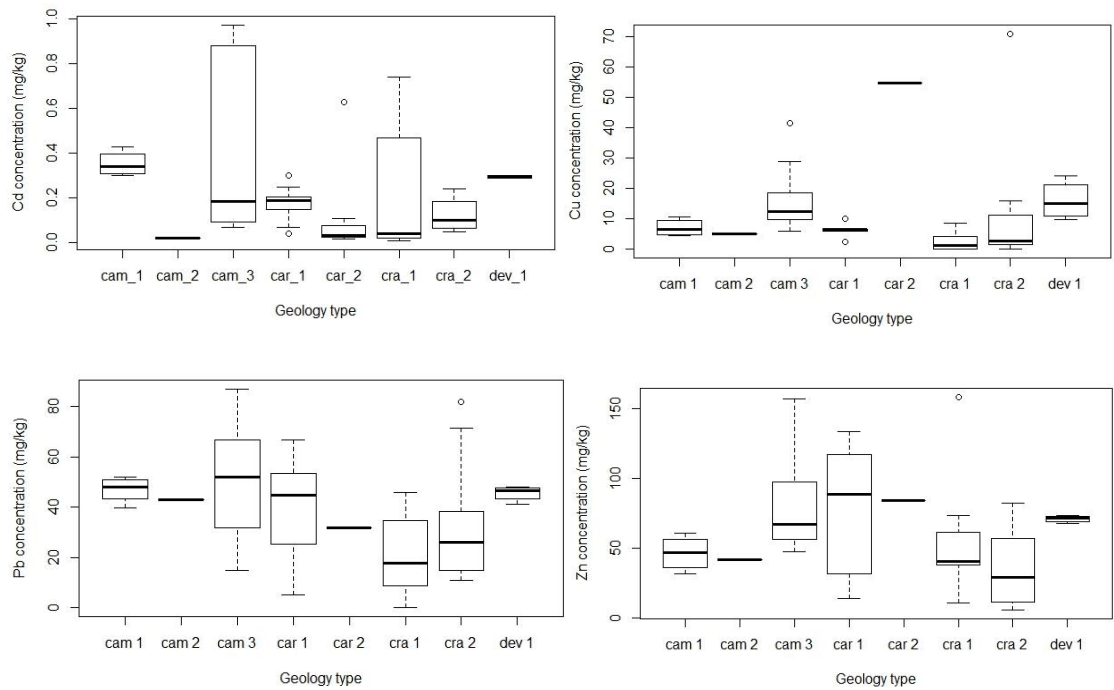 Cd concentration (mg/kg)
1.0
0.8
0.6
0.4
0.2
0.0
cam_1 cam_2 cam_3 car_1 car_2 cra_1 cra_2 dev_1
Geology type
Cu concentration (mg/kg)
70
60
50
40
30
20
10
0
cam 1 cam 2 cam 3 car 1 car 2 cra 1 cra 2 dev 1
Geology type
Pb concentration (mg/kg)
80
60
40
20
0
cam 1 cam 2 cam 3 car 1 car 2 cra 1 cra 2 dev 1
Geology type
Zn concentration (mg/kg)
150
100
50
0
cam 1 cam 2 cam 3 car 1 car 2 cra 1 cra 2 dev 1
Geology type